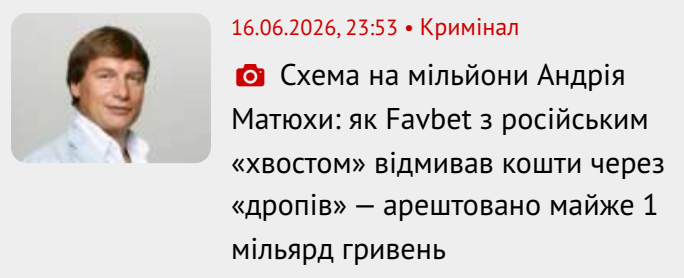 16.06.2026, 23:53 • Кримінал
Схема на мільйони Андрія
Матюхи: як Favbet з російським
«хвостом» відмивав кошти через
«дропів» — арештовано майже 1
мільярд гривень